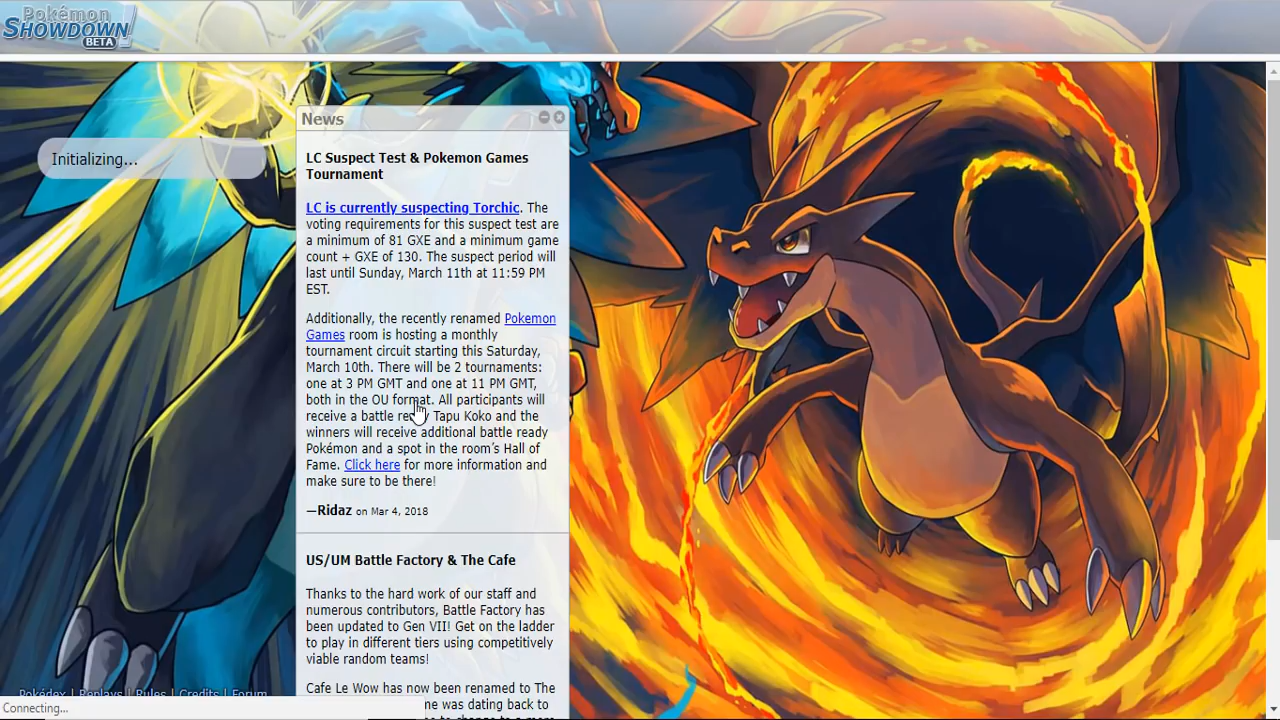 Pokémon
SHOWDOWN!
BETA
Initializing...
News
LC Suspect Test & Pokemon Games
Tournament
LC is currently suspecting Torchic. The
voting requirements for this suspect test are
a minimum of 81 GXE and a minimum game
count + GXE of 130. The suspect period will
last until Sunday, March 11th at 11:59 PM
EST.
Additionally, the recently renamed Pokemon
Games room is hosting a monthly
tournament circuit starting this Saturday,
March 10th. There will be 2 tournaments:
one at 3 PM GMT and one at 11 PM GMT,
both in the OU format. All participants will
receive a battle Tapu Koko and the
winners will receive additional battle ready
Pokémon and a spot in the room's Hall of
Fame. Click here for more information and
make sure to be there!
—Ridaz on Mar 4, 2018
US/UM Battle Factory & The Cafe
Thanks to the hard work of our staff and
numerous contributors, Battle Factory has
been updated to Gen VII! Get on the ladder
to play in different tiers using competitively
viable random teams!
Cafe Le Wow has now been renamed to The
was dating back to
Pokédex | Replays | Rules | Credits | Forum
Connecting...